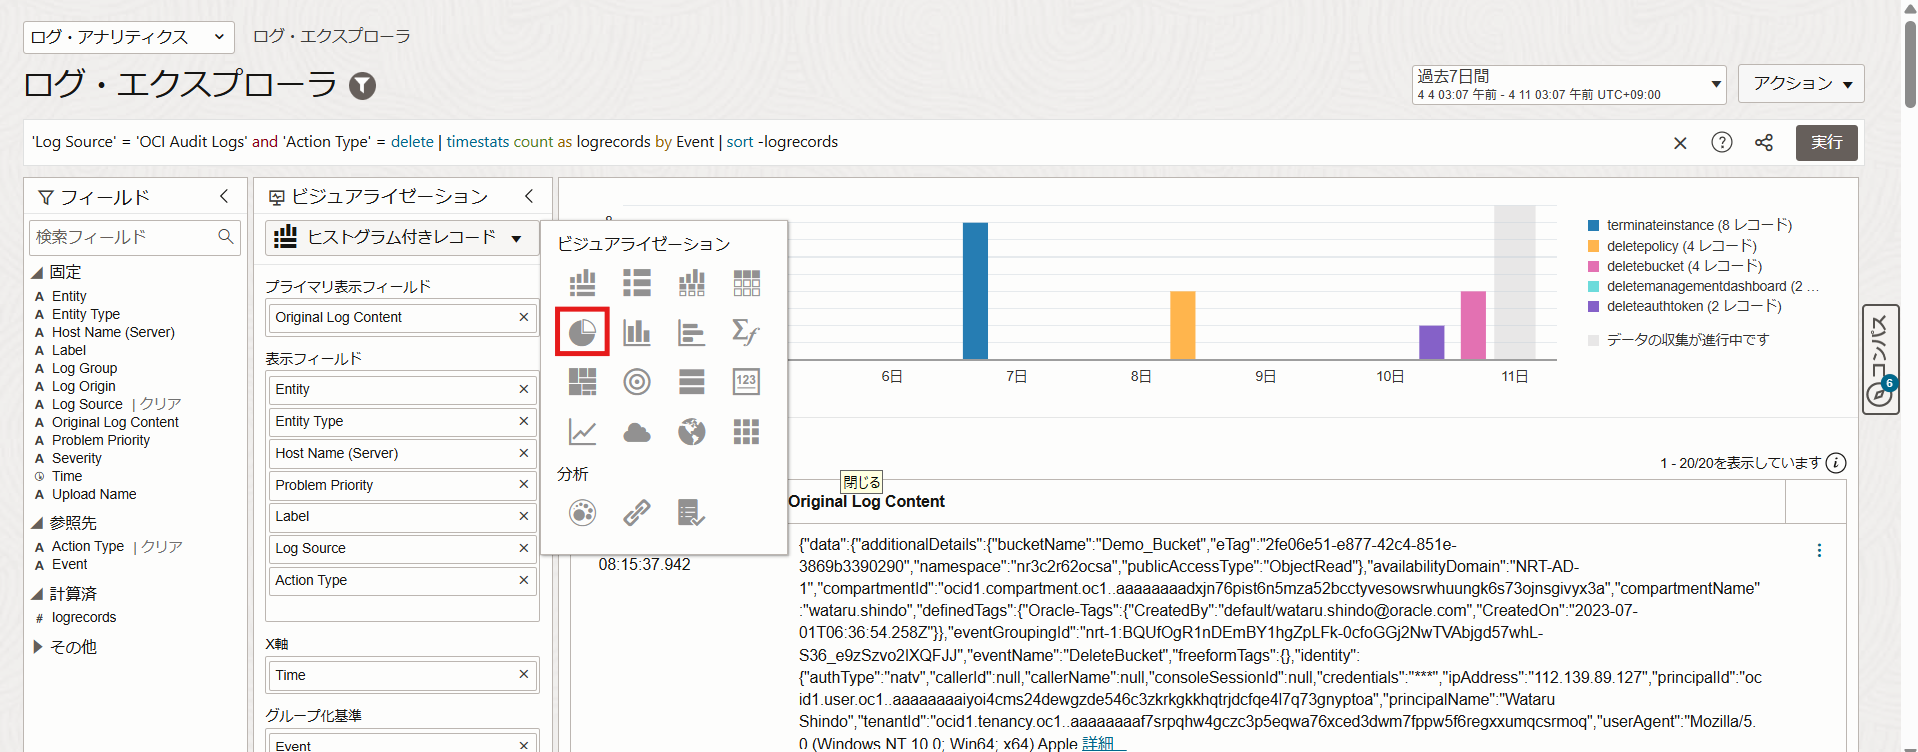 ログ・アナリティクス
ログ・エクスプローラ
ログ・エクスプローラ
過去7日間
4 4 03:07 午前 - 4 11 03:07 午前 UTC+09:00
アクション
'Log Source' = 'OCI Audit Logs' and 'Action Type' = delete | timestats count as logrecords by Event | sort -logrecords
実行
フィールド
検索フィールド
固定
Entity
Entity Type
Host Name (Server)
Label
Log Group
Log Origin
Log Source | クリア
Original Log Content
Problem Priority
Severity
Time
Upload Name
参照先
Action Type | クリア
Event
計算済
# logrecords
その他
ビジュアライゼーション
ヒストグラム付きレコード
プライマリ表示フィールド
Original Log Content
表示フィールド
Entity
Entity Type
Host Name (Server)
Problem Priority
Label
Log Source
Action Type
X軸
Time
グループ化基準
Event
ビジュアライゼーション
123
分析
8
6日
7日
8日
9日
10日
11日
terminateinstance (8 レコード)
deletepolicy (4 レコード)
deletebucket (4 レコード)
deletemanagementdashboard (2 ...
deleteauthtoken (2 レコード)
データの収集が進行中です
コンパス
6
1 - 20/20を表示しています
閉じる
Original Log Content
08:15:37.942
{"data":{"additionalDetails":{"bucketName":"Demo_Bucket","eTag":"2fe06e51-e877-42c4-851e-
3869b3390290","namespace":"nr3c2r62ocsa","publicAccessType":"ObjectRead"},"availabilityDomain":"NRT-AD-
1","compartmentId":"ocid1.compartment.oc1..aaaaaaaadxjn76pist6n5mza52bcctyvesowsrwhuungk6s73ojnsgivyx3a","compartmentName"
:"wataru.shindo","definedTags":{"Oracle-Tags":{"CreatedBy":"default/wataru.shindo@oracle.com","CreatedOn":"2023-07-
01T06:36:54.258Z"}},"eventGroupingId":"nrt-1:BQUfOgR1nDEmBY1hgZpLFk-0cfoGGj2NwTVAbjgd57whL-
S36_e9zSzvo2IXQFJJ","eventName":"DeleteBucket","freeformTags":{},"identity":
{"authType":"natv","callerId":null,"callerName":null,"consoleSessionId":null,"credentials":"***","ipAddress":"112.139.89.127","principalId":"oc
id1.user.oc1..aaaaaaaaiyoi4cms24dewgzde546c3zkrkgkkhqtrjdcfqe4l7q73gnyptoa","principalName":"Wataru
Shindo","tenantId":"ocid1.tenancy.oc1..aaaaaaaaf7srpqhw4gczc3p5eqwa76xced3dwm7fppw5f6regxxumqcsrmoq","userAgent":"Mozilla/5.
0 (Windows NT 10.0; Win64; x64) Apple 詳細...